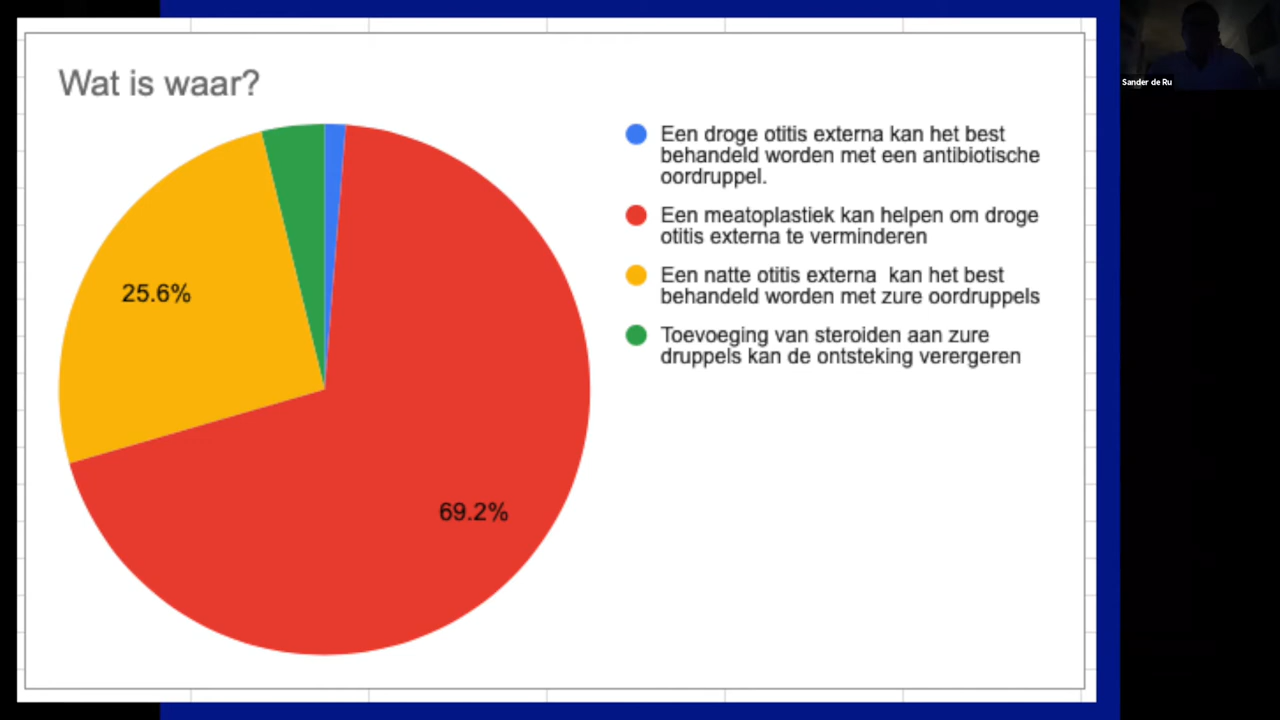 Wat is waar?
Een droge otitis externa kan het best
behandeld worden met een antibiotische
oordruppel.
Een meatoplastiek kan helpen om droge
otitis externa te verminderen
Een natte otitis externa  kan het best
behandeld worden met zure oordruppels
Toevoeging van steroiden aan zure
druppels kan de ontsteking verergeren
25.6%
69.2%
Sander de Ru